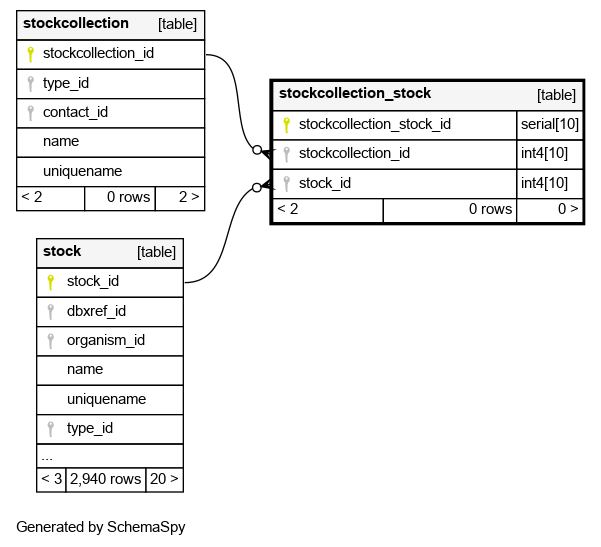 stockcollection [table]
stockcollection_id
type_id
contact_id
name
uniquename
< 2 0 rows 2 >
stockcollection_stock [table]
stockcollection_stock_id serial[10]
stockcollection_id int4[10]
stock_id int4[10]
< 2 0 rows 0 >
stock [table]
stock_id
dbxref_id
organism_id
name
uniquename
type_id
...
< 3 2,940 rows 20 >
Generated by SchemaSpy